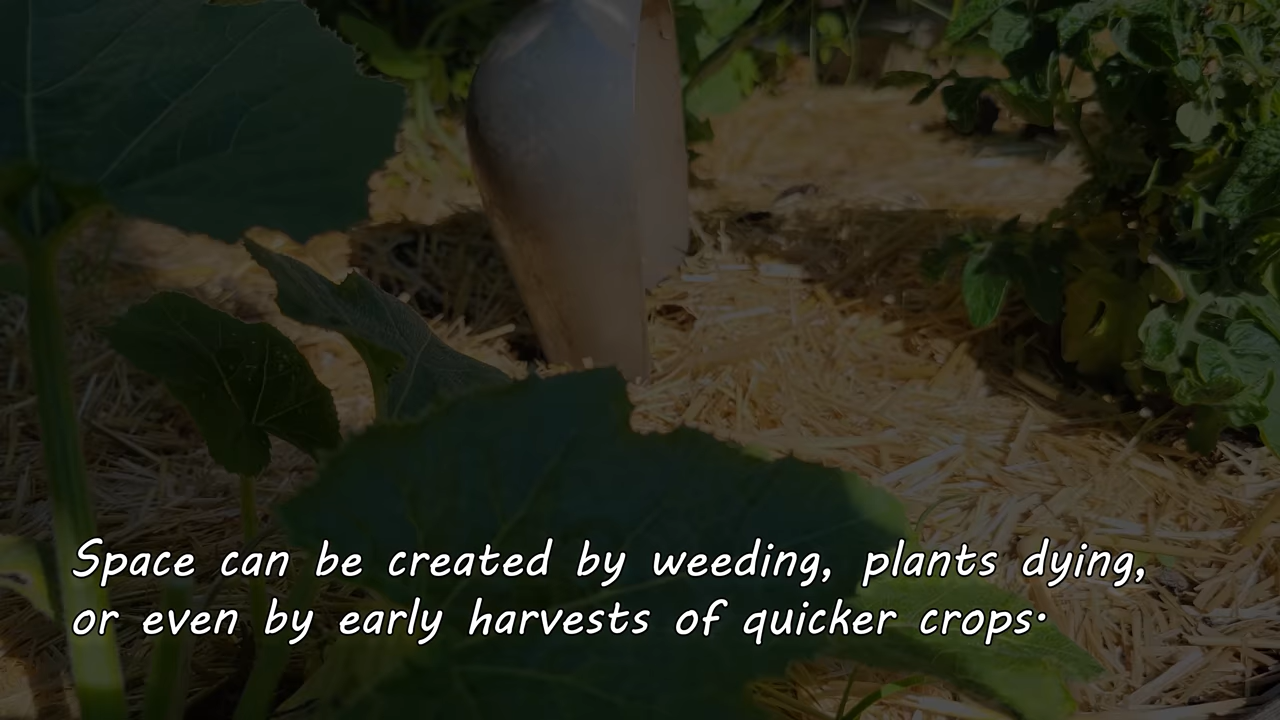 Space can be created by weeding, plants dying,
or even by early harvests of quicker crops.